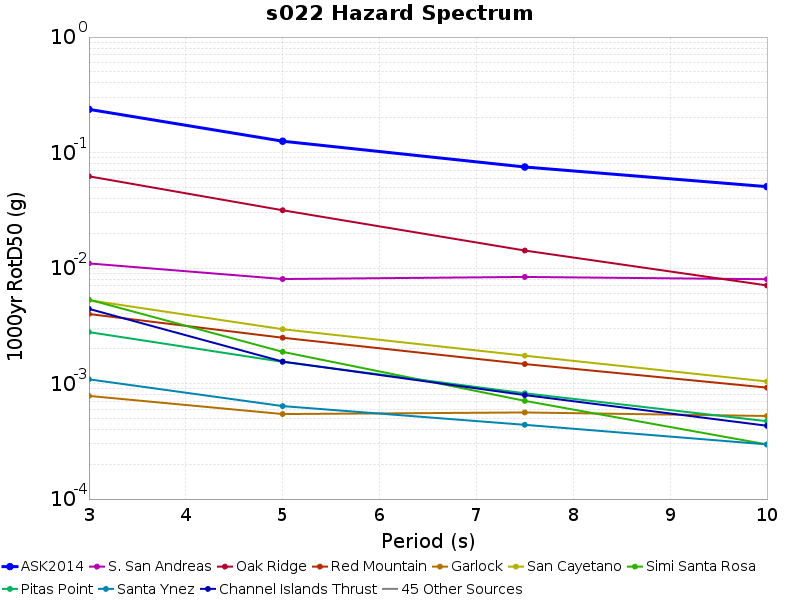 s022 Hazard Spectrum
1000yr RotD50 (g)
10^0
10^-1
10^-2
10^-3
10^-4
3 4 5 6 7 8 9 10
Period (s)
ASK2014 S. San Andreas Oak Ridge Red Mountain Garlock San Cayetano Simi Santa Rosa
Pitas Point Santa Ynez Channel Islands Thrust 45 Other Sources